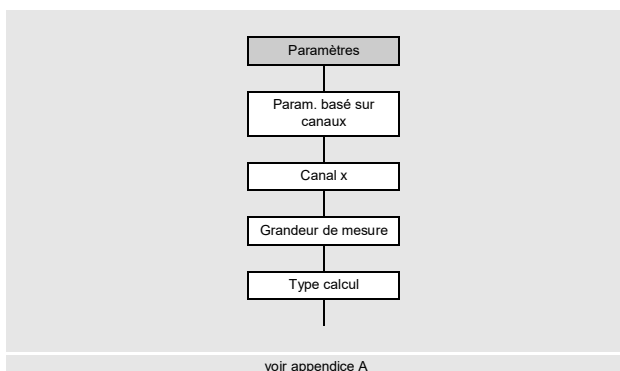 Paramètres
Param. basé sur
canaux
Canal x
Grandeur de mesure
Type calcul
voir appendice A